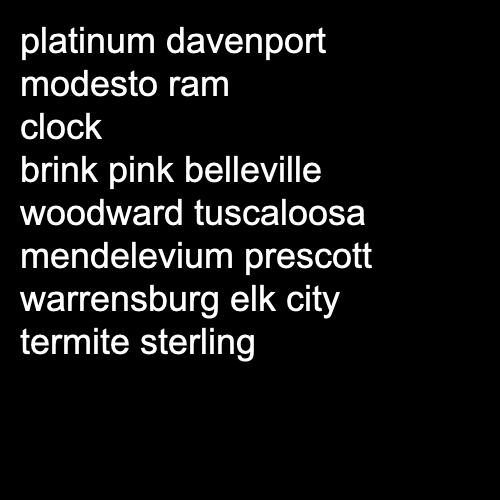 platinum davenport
modesto ram
clock
brink pink belleville
woodward tuscaloosa
mendelevium prescott
warrensburg elk city
termite sterling